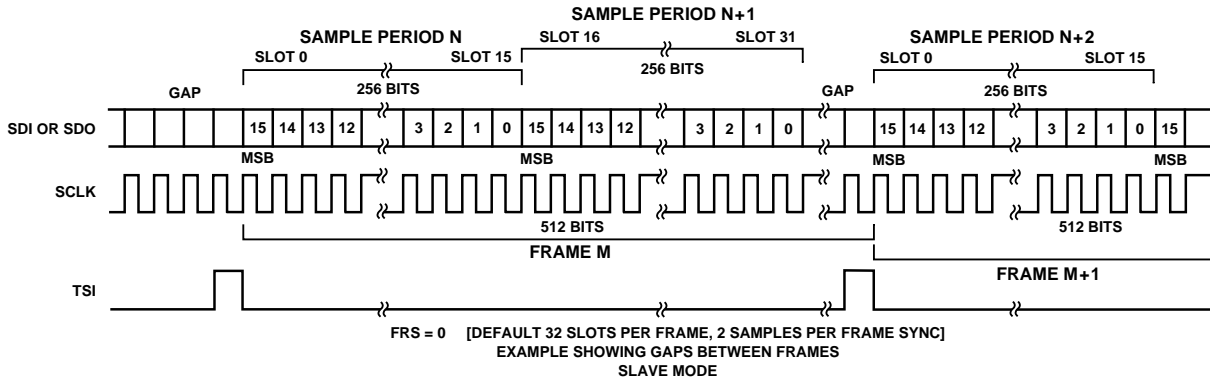 SAMPLE PERIOD N+1
SAMPLE PERIOD N
SLOT 16
SLOT 31
SAMPLE PERIOD N+2
SLOT 0
SLOT 15
256 BITS
SLOT 0
SLOT 15
GAP
256 BITS
GAP
256 BITS
SDI OR SDO
15 14 13 12 3 2 1 0 15 14 13 12 3 2 1 0 15 14 13 12 3 2 1 0 15
MSB MSB MSB MSB
SCLK
512 BITS
512 BITS
FRAME M
FRAME M+1
TSI
FRS = 0 [DEFAULT 32 SLOTS PER FRAME, 2 SAMPLES PER FRAME SYNC]
EXAMPLE SHOWING GAPS BETWEEN FRAMES
SLAVE MODE